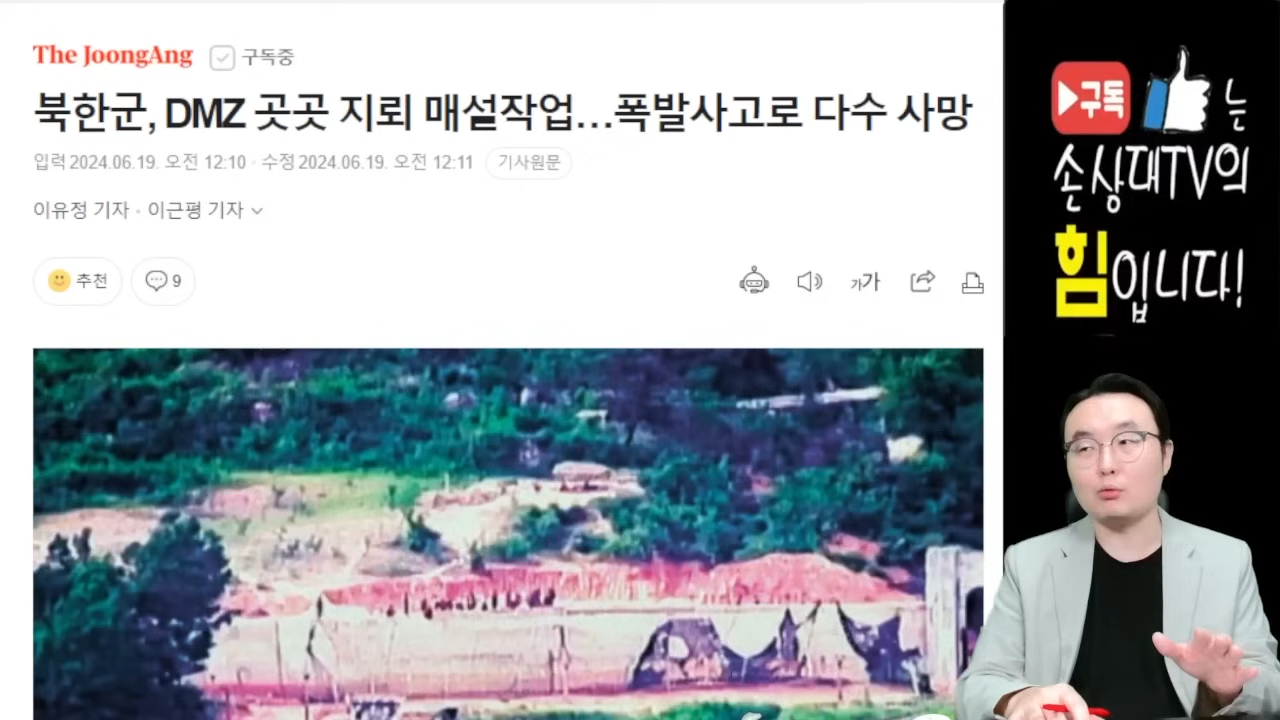 The JoongAng 구독중
북한군, DMZ 곳곳 지뢰 매설작업...폭발사고로 다수 사망
입력 2024.06.19. 오전 12:10 · 수정 2024.06.19. 오전 12:11 기사원문
이유정 기자 · 이근평 기자
추천 9
가가
구독 는
손상대TV의
힘입니다!